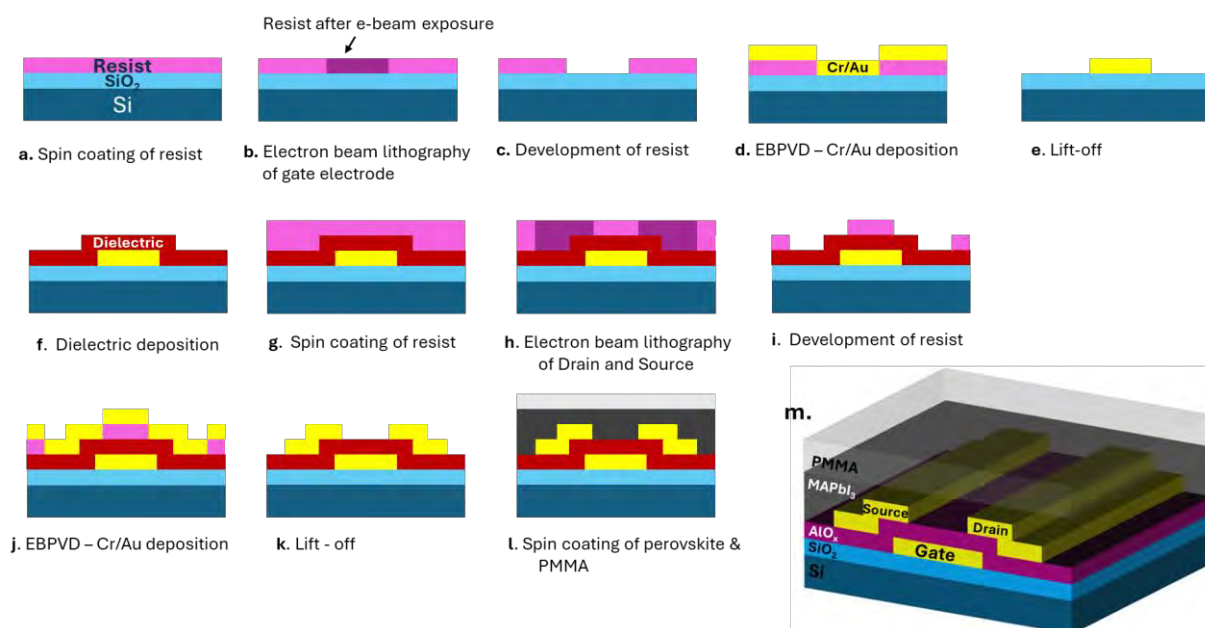 Resist after e-beam exposure
Resist
SiO₂
Si
Cr/Au
a. Spin coating of resist
b. Electron beam lithography
of gate electrode
c. Development of resist
d. EBPVD – Cr/Au deposition
e. Lift-off
Dielectric
f. Dielectric deposition
g. Spin coating of resist
h. Electron beam lithography
of Drain and Source
i. Development of resist
j. EBPVD – Cr/Au deposition
k. Lift - off
l. Spin coating of perovskite &
PMMA
m.
PMMA
MAPbI₃
Source
Drain
AlOₓ
Gate
SiO₂
Si